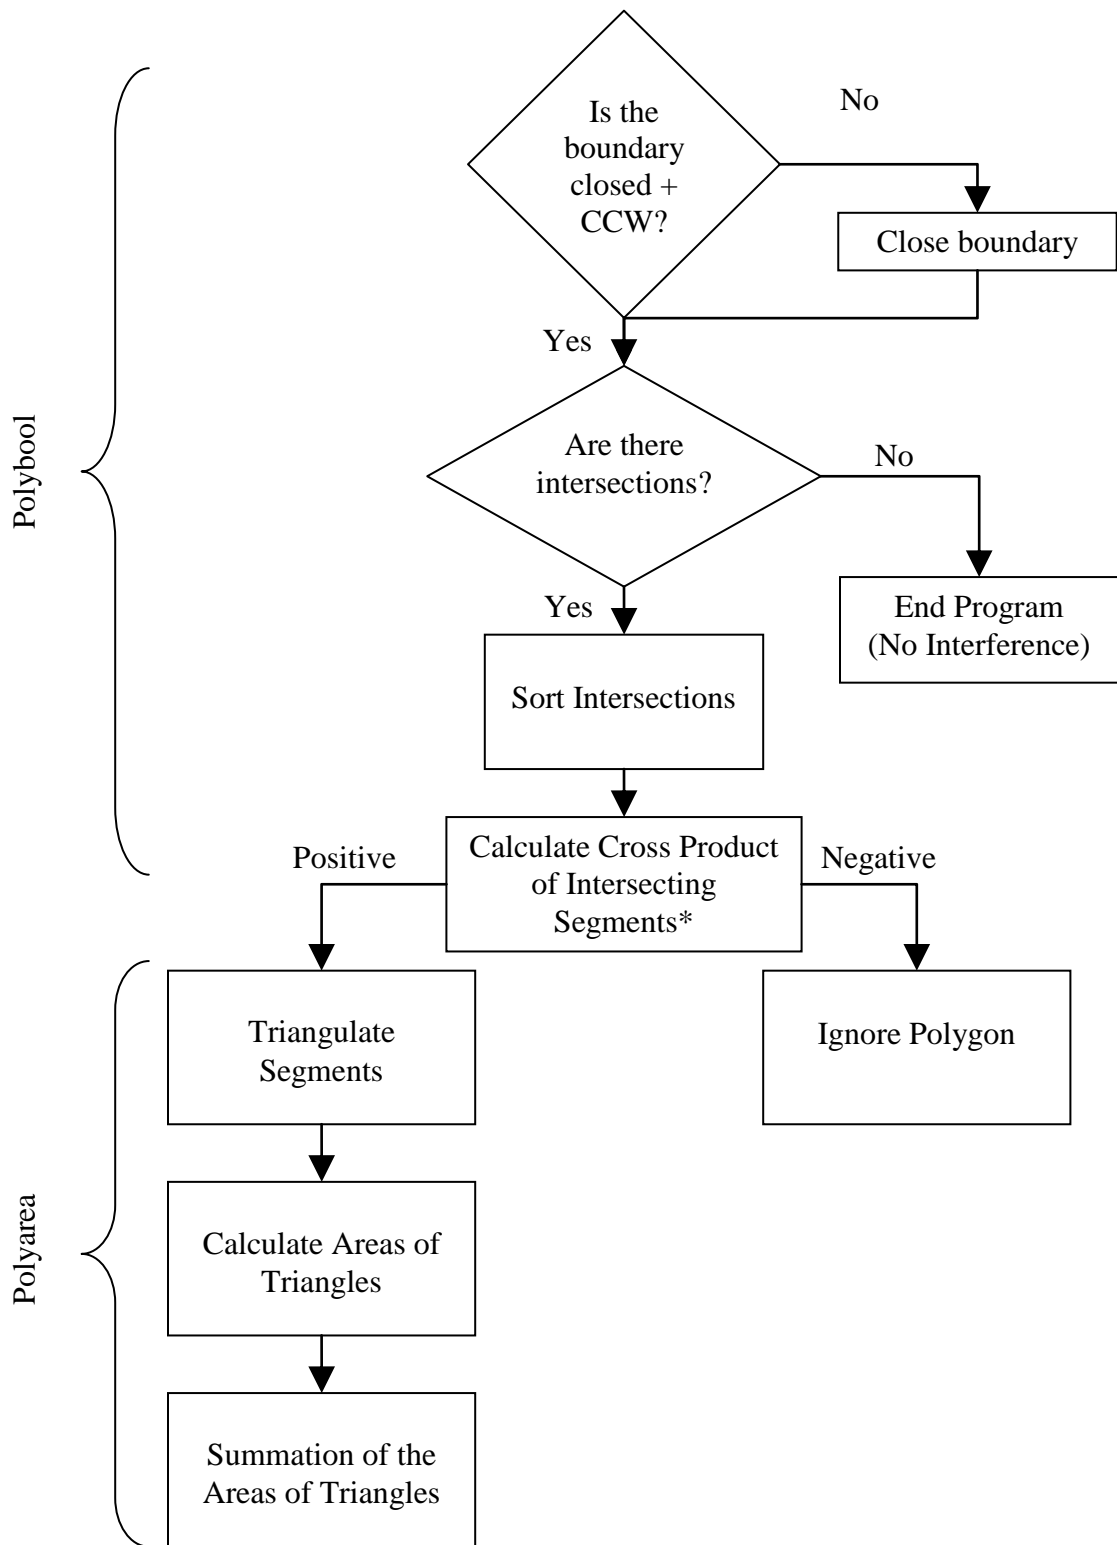 Is the
boundary
closed +
CCW?
No
Close boundary
Yes
Are there
intersections?
No
Yes
End Program
(No Interference)
Sort Intersections
Polybool
Calculate Cross Product
of Intersecting
Segments*
Positive
Negative
Triangulate
Segments
Ignore Polygon
Calculate Areas of
Triangles
Polyarea
Summation of the
Areas of Triangles